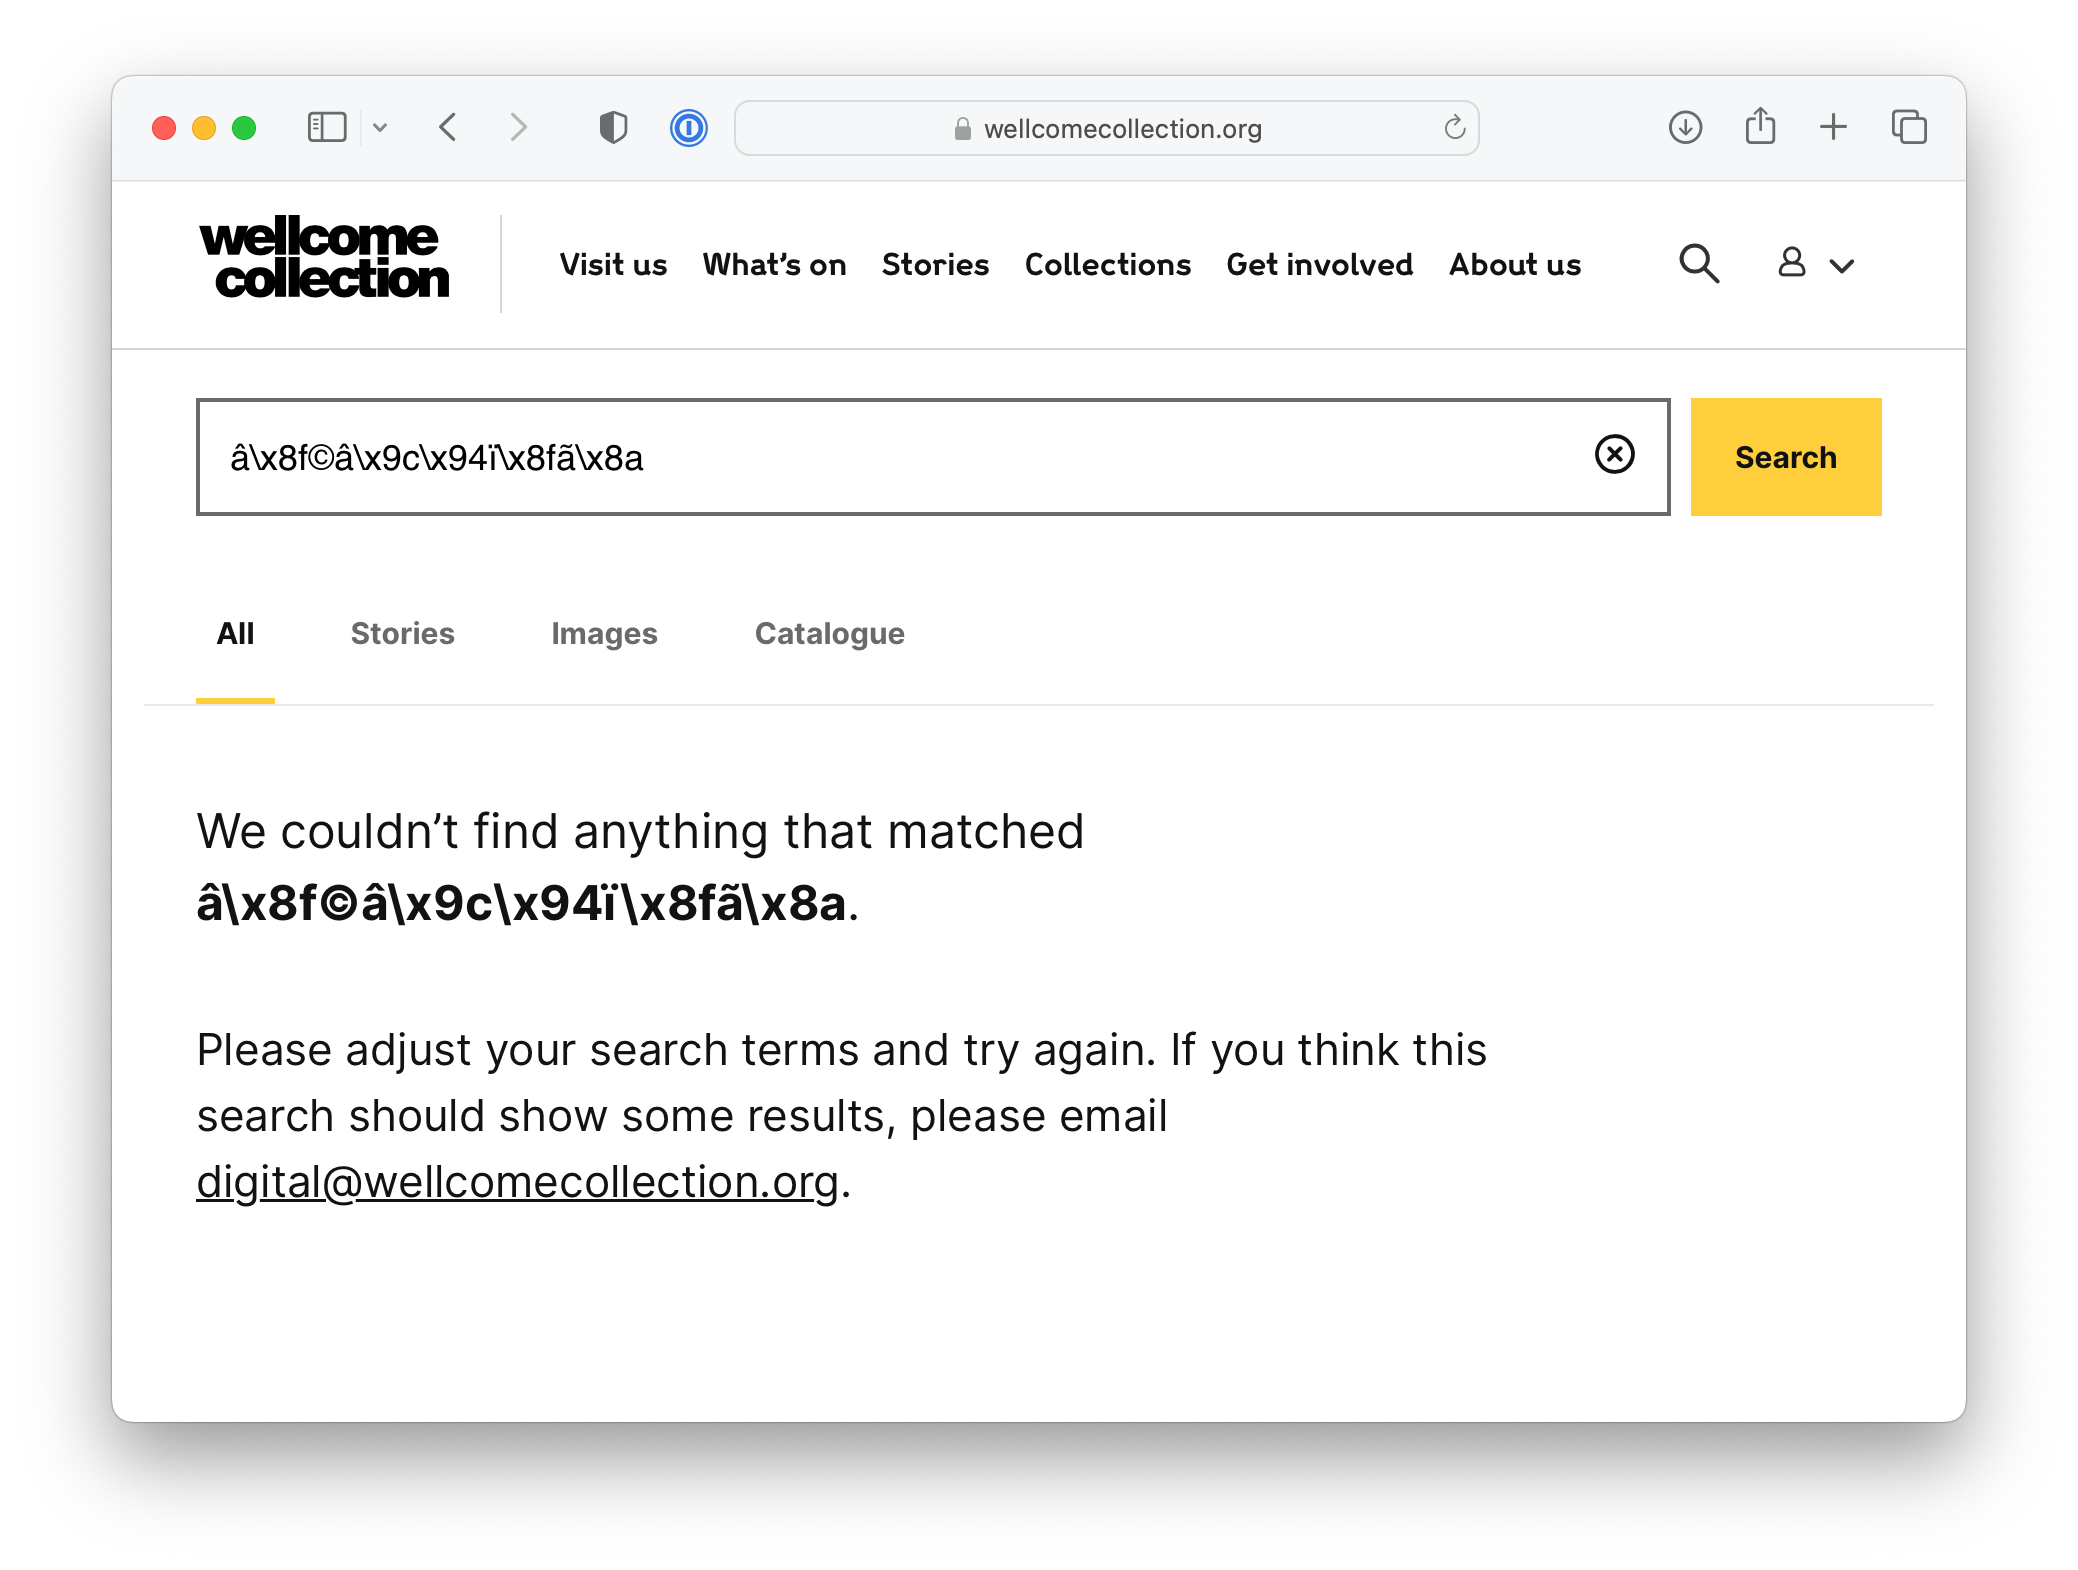 wellcomecollection.org
wellcome
collection
Visit us What’s on Stories Collections Get involved About us
â\x8f©â\x9c\x94ï\x8fã\x8a
Search
All Stories Images Catalogue
We couldn’t find anything that matched
â\x8f©â\x9c\x94ï\x8fã\x8a.
Please adjust your search terms and try again. If you think this
search should show some results, please email
digital@wellcomecollection.org.